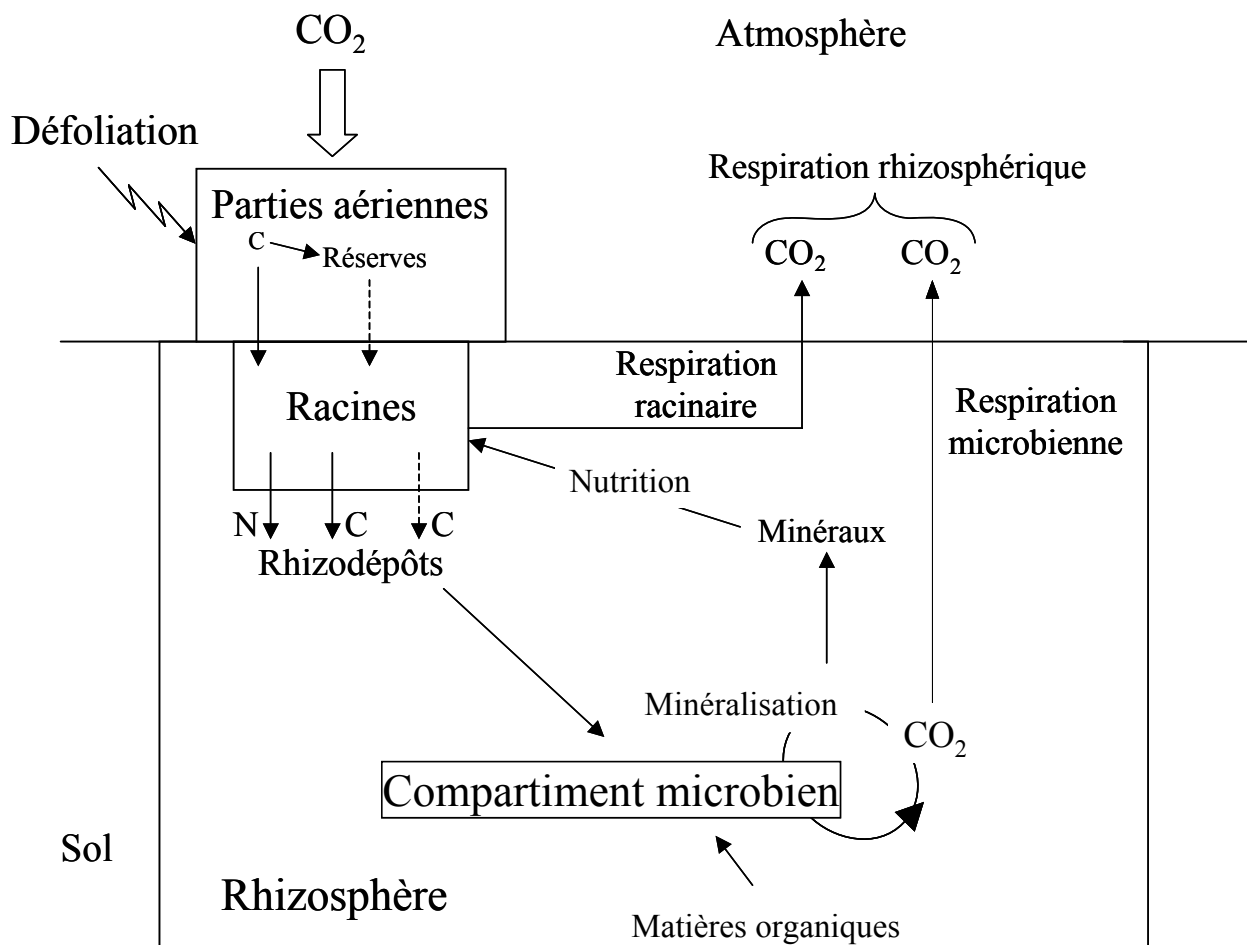 CO₂
Atmosphère
Défoliation
Respiration rhizosphérique
Parties aériennes
C
Réserves
CO₂
CO₂
Respiration
racinaire
Racines
Respiration
microbienne
Nutrition
N
C
C
Minéraux
Rhizodépôts
Minéralisation
CO₂
Compartiment microbien
Sol
Rhizosphère
Matières organiques